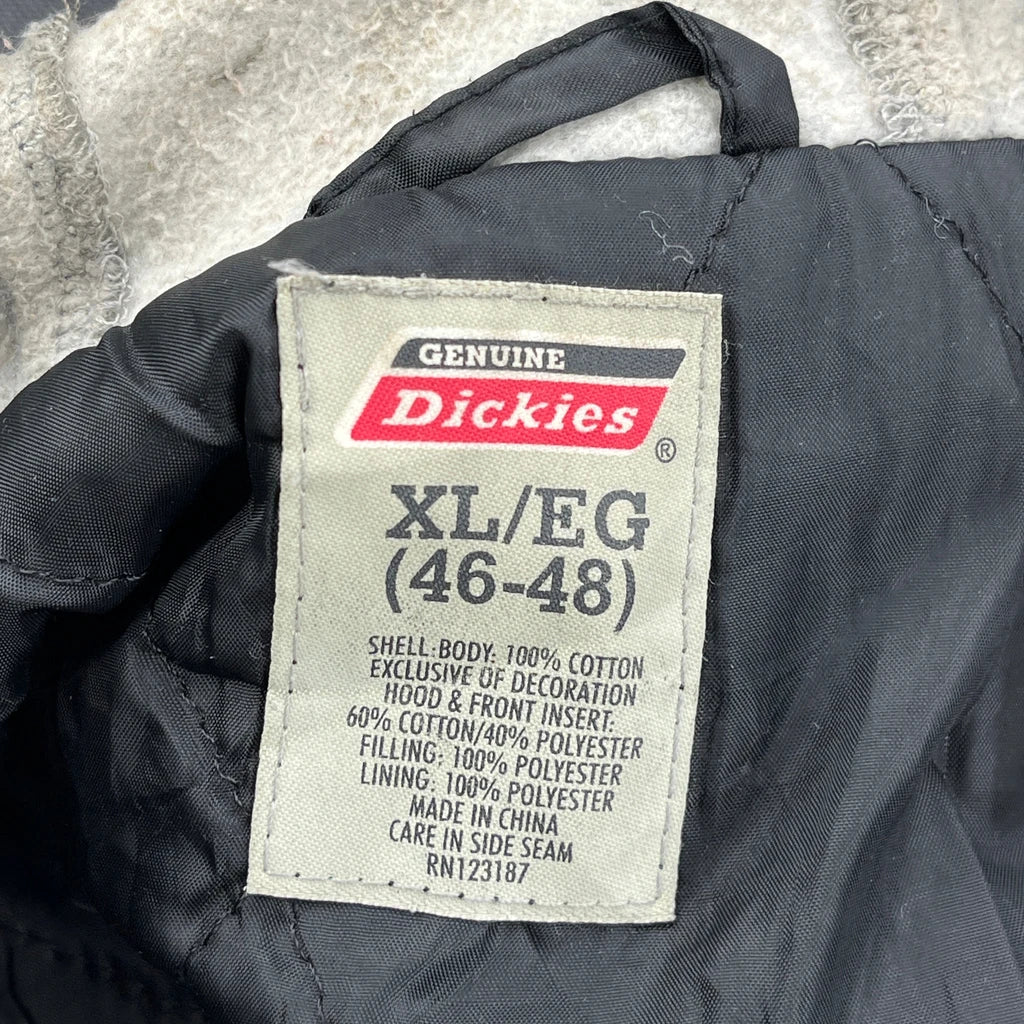 GENUINE
Dickies
®
XL/EG
(46-48)
SHELL:BODY: 100% COTTON
EXCLUSIVE OF DECORATION
HOOD & FRONT INSERT:
60% COTTON/40% POLYESTER
FILLING: 100% POLYESTER
LINING: 100% POLYESTER
MADE IN CHINA
CARE IN SIDE SEAM
RN123187